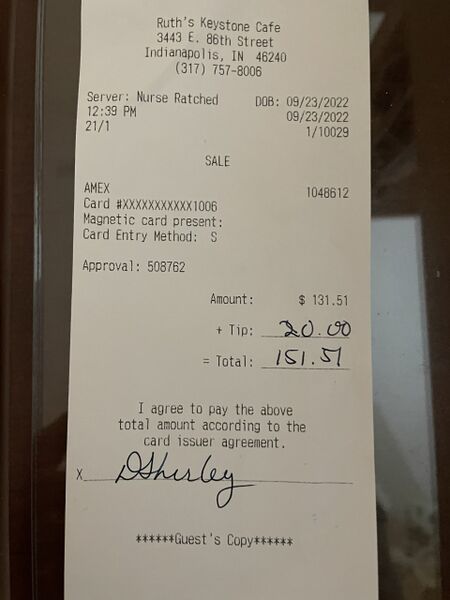 Ruth's Keystone Cafe
3443 E. 86th Street
Indianapolis, IN 46240
(317) 757-8006
Server: Nurse Ratched DOB: 09/23/2022
12:39 PM 09/23/2022
21/1 1/10029
SALE
AMEX 1048612
Card #XXXXXXXXXXX1006
Magnetic card present:
Card Entry Method: S
Approval: 508762
Amount: $ 131.51
+ Tip: 20.00
= Total: 151.51
I agree to pay the above
total amount according to the
card issuer agreement.
X DShirley
******Guest's Copy******